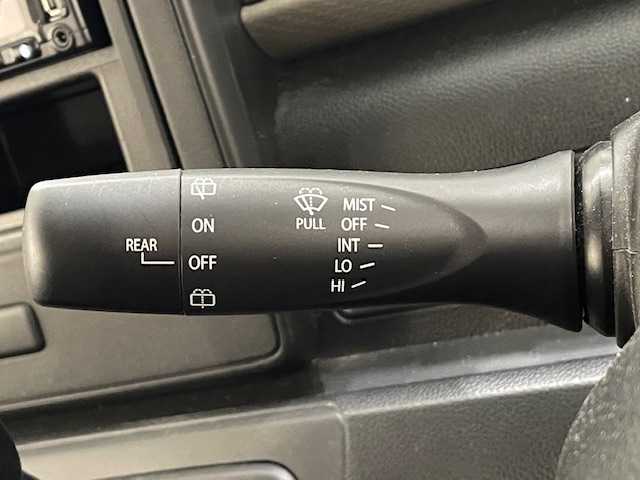 REAR
ON
OFF
PULL
MIST
OFF
INT
LO
HI